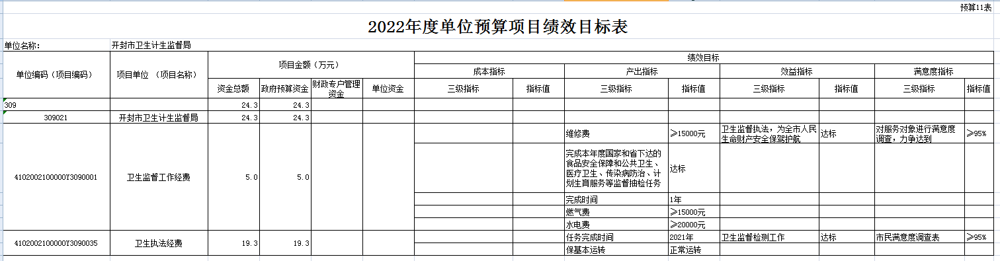 预算11表
2022年度单位预算项目绩效目标表
单位名称: 开封市卫生计生监督局
单位编码（项目编码） 项目单位 （项目名称） 项目金额（万元） 绩效目标
成本指标 产出指标 效益指标 满意度指标
资金总额 政府预算资金 财政专户管理 单位资金 三级指标 指标值 三级指标 指标值 三级指标 指标值 三级指标 指标值
资金
309 24.3 24.3
309021 开封市卫生计生监督局 24.3 24.3
4102002100000Y3090001 卫生监督工作经费 5.0 5.0 维修费 ≥15000元 卫生监督执法，为全市人民 达标 对服务对象进行满意度 ≥95%
生命财产安全保驾护航 调查，力争达到
完成本年度国家和省下达的
食品安全保障和公共卫生、
医疗卫生、传染病防治、计 达标
划生育服务等监督抽检任务
完成时间 1年
燃气费 ≥15000元
水电费 ≥20000元
4102002100000Y3090035 卫生执法经费 19.3 19.3 任务完成时间 2021年 卫生监督检测工作 达标 市民满意度调查表 ≥95%
保基本运转 正常运转